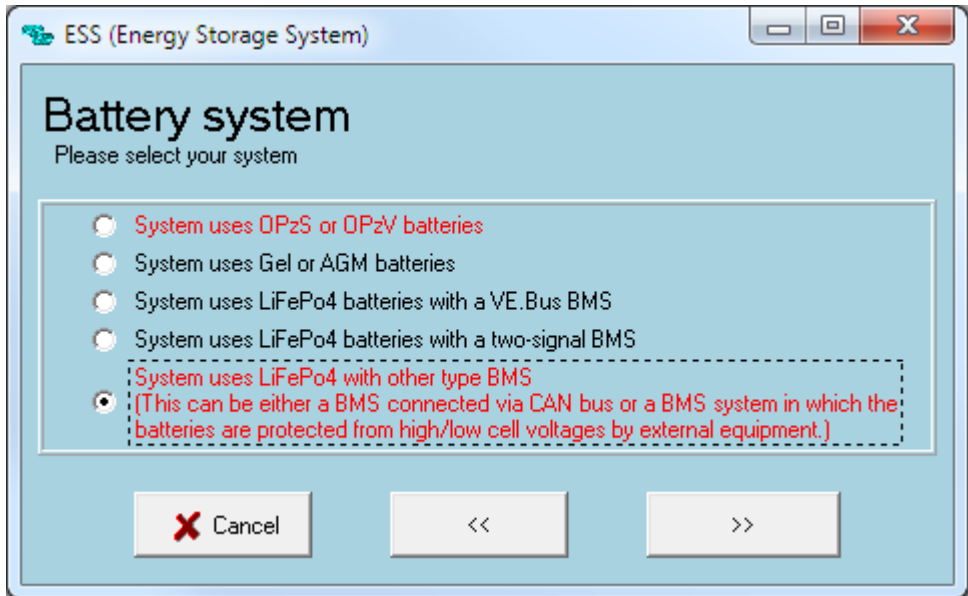 ESS (Energy Storage System)
Battery system
Please select your system
System uses OPzS or OPzV batteries
System uses Gel or AGM batteries
System uses LiFePo4 batteries with a VE.Bus BMS
System uses LiFePo4 batteries with a two-signal BMS
System uses LiFePo4 with other type BMS
(This can be either a BMS connected via CAN bus or a BMS system in which the
batteries are protected from high/low cell voltages by external equipment.)
Cancel
<<
>>